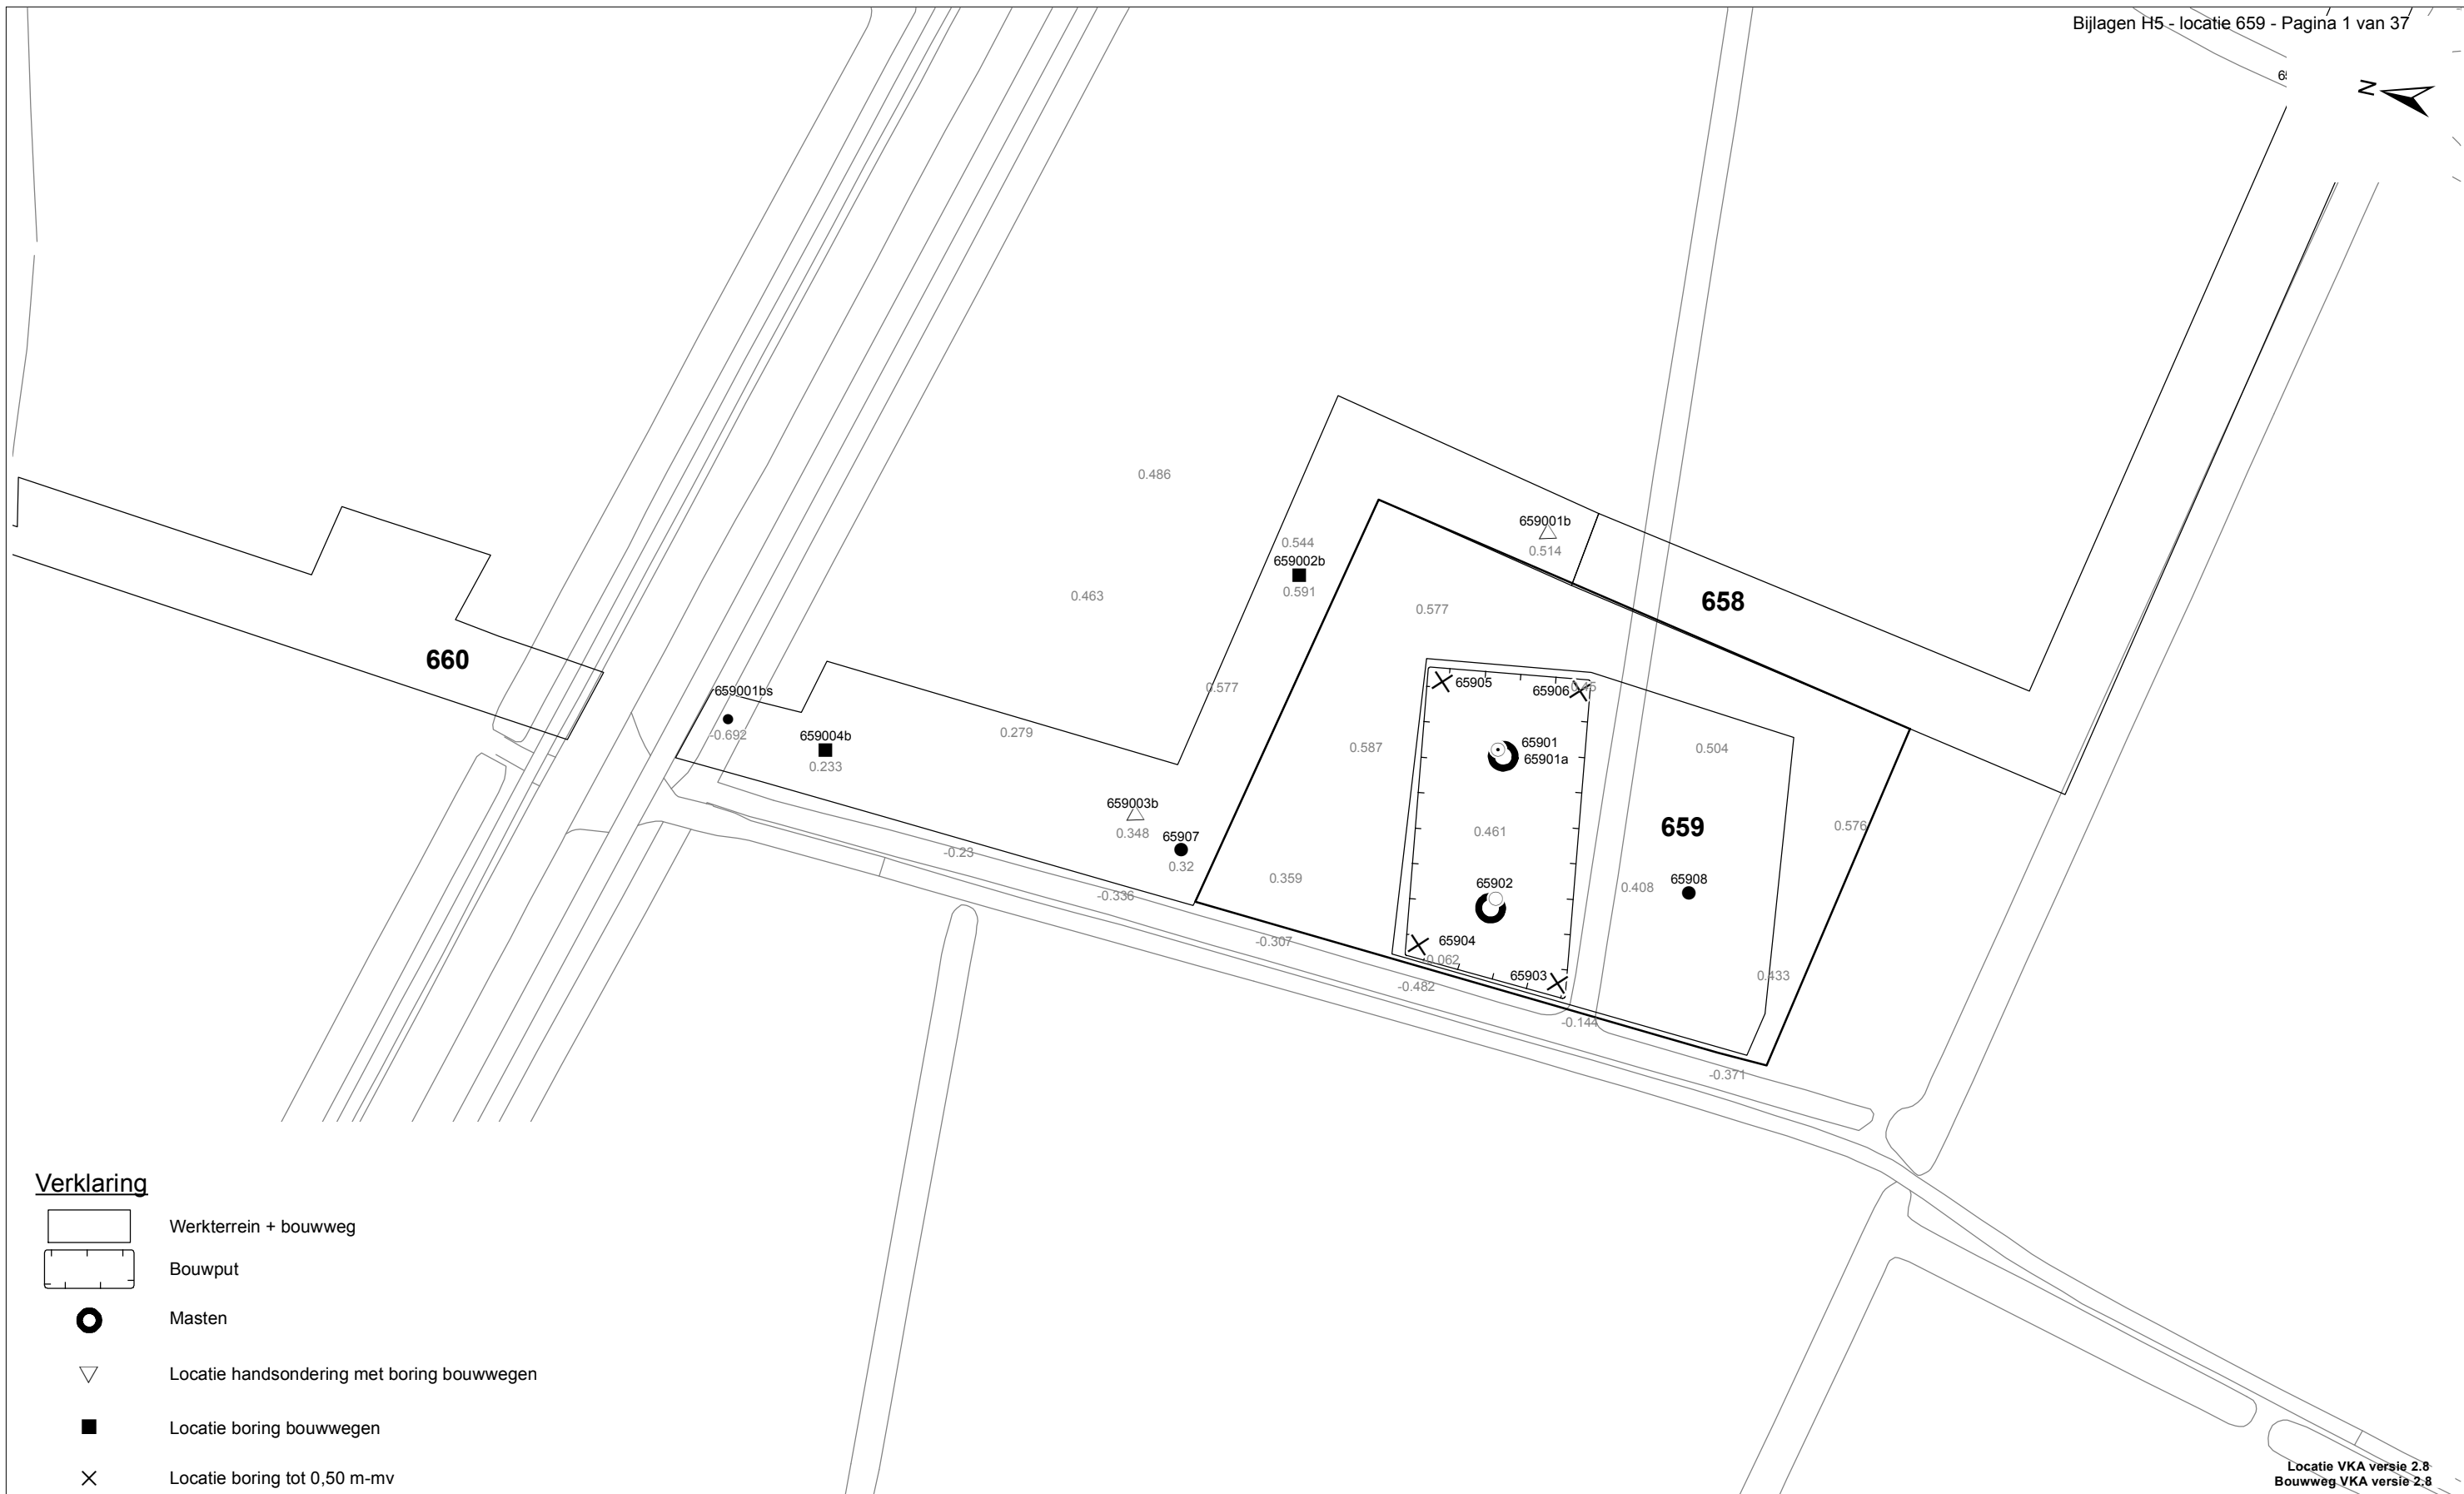 Bijlagen H5 - locatie 659 - Pagina 1 van 37
N
0.486
659001b
0.514
0.544
659002b
0.591
0.463
658
0.577
660
0.577
65905
65906
0.45
659001bs
-0.692
659004b
0.233
0.279
0.587
65901
65901a
0.504
659003b
0.348
65907
0.32
0.461
659
0.576
-0.23
-0.336
0.359
65902
0.408
65908
-0.307
65904
0.062
65903
-0.482
0.433
-0.144
-0.371
Verklaring
Werkterrein + bouwweg
Bouwput
Masten
Locatie handsondering met boring bouwwegen
Locatie boring bouwwegen
Locatie boring tot 0,50 m-mv
Locatie VKA versie 2.8
Bouwweg VKA versie 2.8